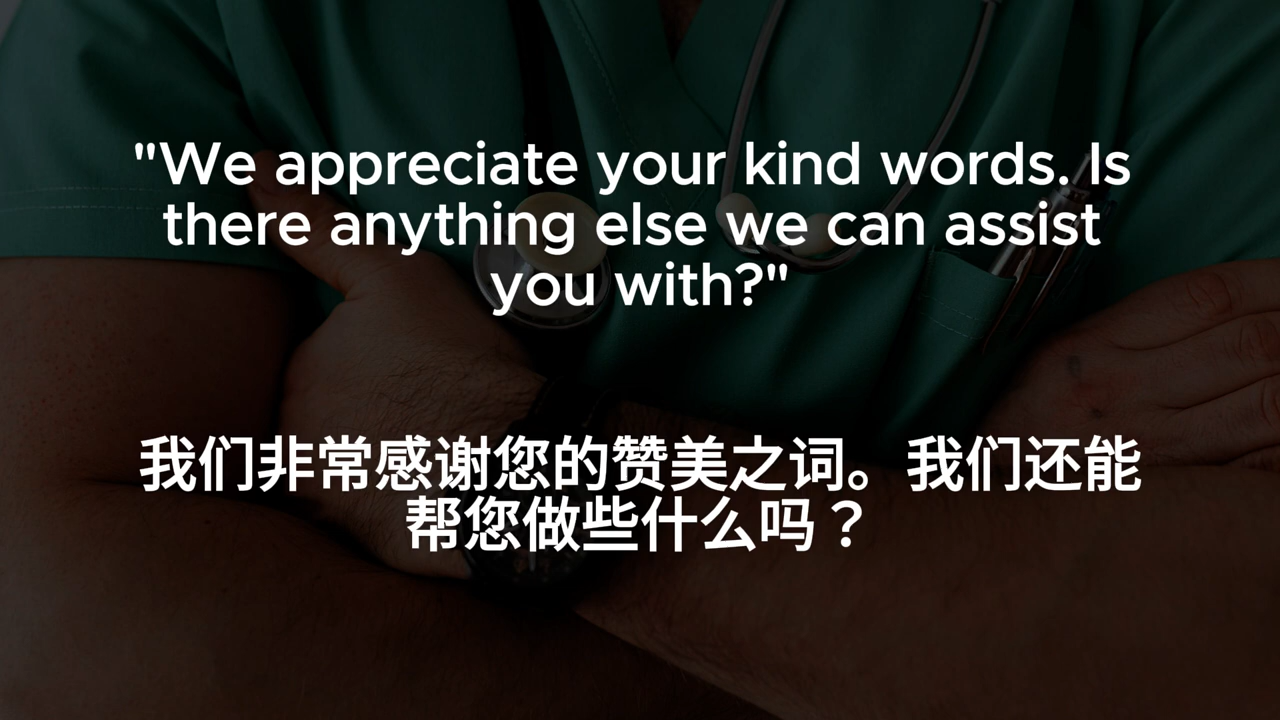 "We appreciate your kind words. Is
there anything else we can assist
you with?"
我们非常感谢您的赞美之词。我们还能
帮您做些什么吗？